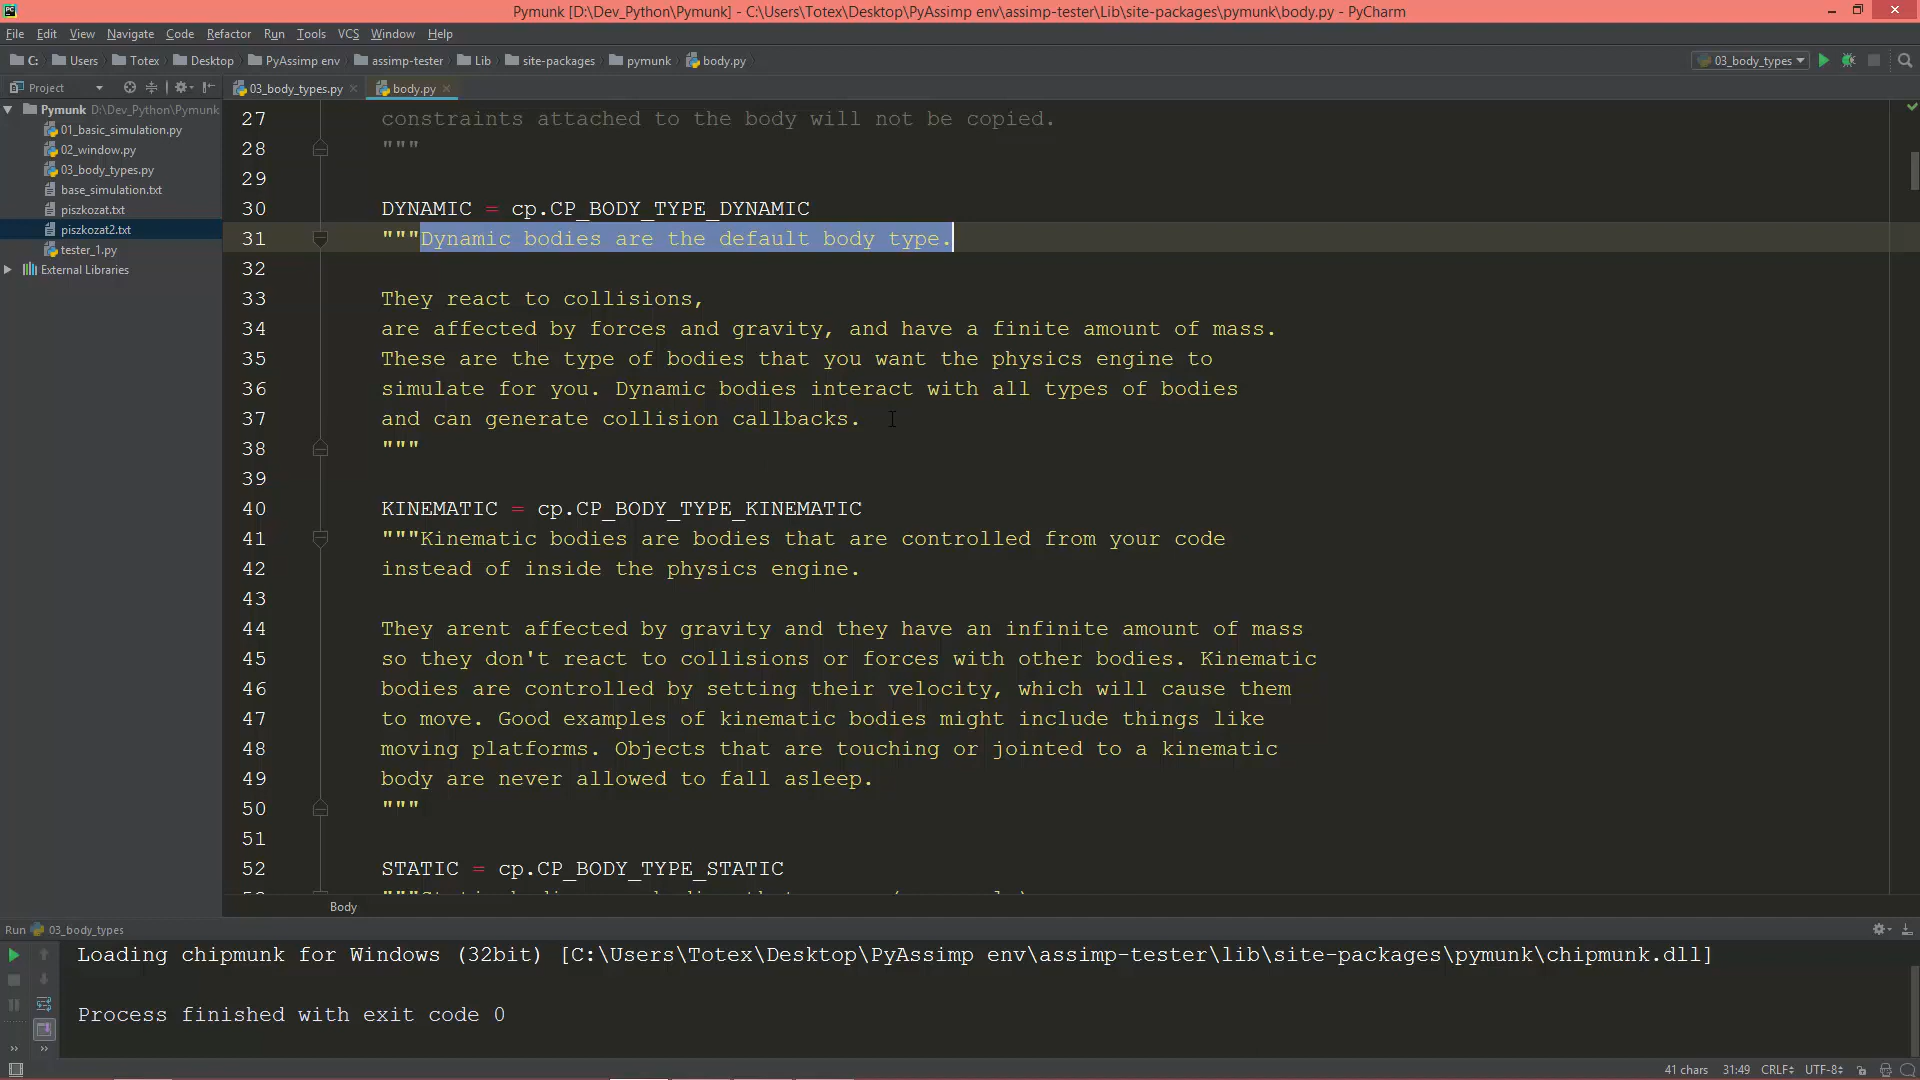 Pymunk [D:\Dev_Python\Pymunk] - C:\Users\Totex\Desktop\PyAssimp env\assimp-tester\Lib\site-packages\pymunk\body.py - PyCharm
File Edit View Navigate Code Refactor Run Tools VCS Window Help
C: Users Totex Desktop PyAssimp env assimp-tester Lib site-packages pymunk body.py 03_body_types
Project 03_body_types.py body.py
Pymunk D:\Dev_Python\Pymunk
01_basic_simulation.py
02_window.py
03_body_types.py
base_simulation.txt
piszkozat.txt
piszkozat2.txt
tester_1.py
External Libraries
27 constraints attached to the body will not be copied.
28 """
29
30 DYNAMIC = cp.CP_BODY_TYPE_DYNAMIC
31 """Dynamic bodies are the default body type.
32
33 They react to collisions,
34 are affected by forces and gravity, and have a finite amount of mass.
35 These are the type of bodies that you want the physics engine to
36 simulate for you. Dynamic bodies interact with all types of bodies
37 and can generate collision callbacks.
38 """
39
40 KINEMATIC = cp.CP_BODY_TYPE_KINEMATIC
41 """Kinematic bodies are bodies that are controlled from your code
42 instead of inside the physics engine.
43
44 They arent affected by gravity and they have an infinite amount of mass
45 so they don't react to collisions or forces with other bodies. Kinematic
46 bodies are controlled by setting their velocity, which will cause them
47 to move. Good examples of kinematic bodies might include things like
48 moving platforms. Objects that are touching or jointed to a kinematic
49 body are never allowed to fall asleep.
50 """
51
52 STATIC = cp.CP_BODY_TYPE_STATIC
Body
Run 03_body_types
Loading chipmunk for Windows (32bit) [C:\Users\Totex\Desktop\PyAssimp env\assimp-tester\lib\site-packages\pymunk\chipmunk.dll]
Process finished with exit code 0
41 chars 31:49 CRLF UTF-8